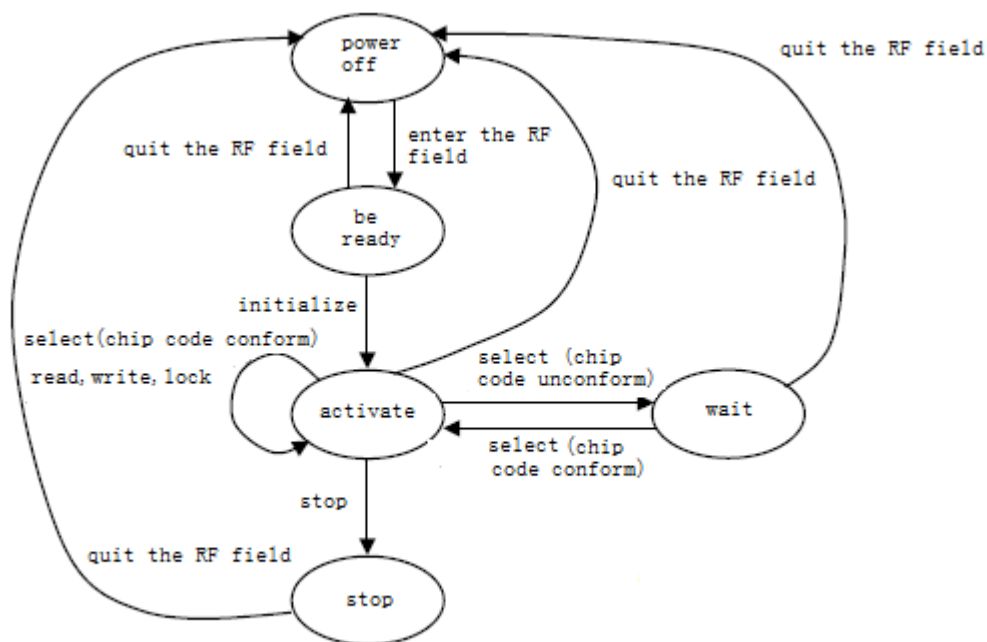 power
off
quit the RF field
quit the RF field
enter the RF
field
quit the RF field
be
ready
initialize
select(chip code conform)
read, write, lock
select (chip
code unconform)
activate
wait
select (chip
code conform)
stop
quit the RF field
stop